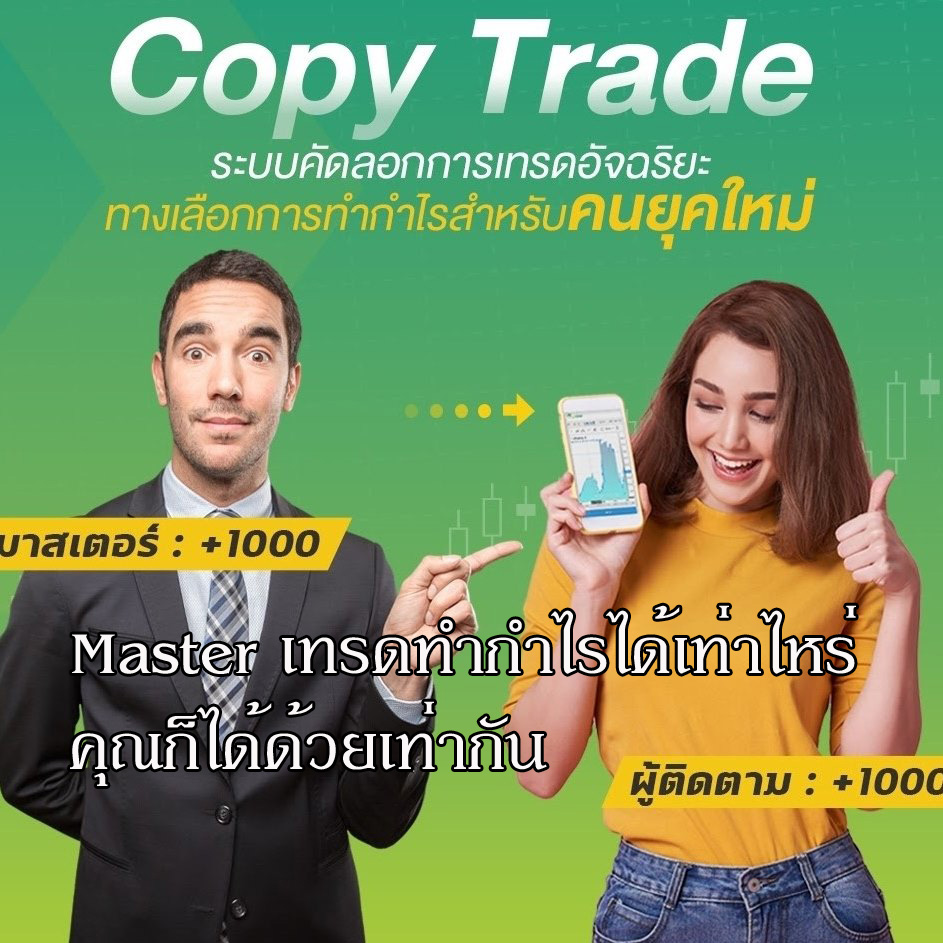 Copy Trade
ระบบคัดลอกการเทรดอัจฉริยะ
ทางเลือกการทำกำไรสำหรับคนยุคใหม่
มาสเตอร์ : +1000
Master เทรดทำกำไรได้เท่าไหร่
คุณก็ได้ด้วยเท่ากัน
ผู้ติดตาม : +1000